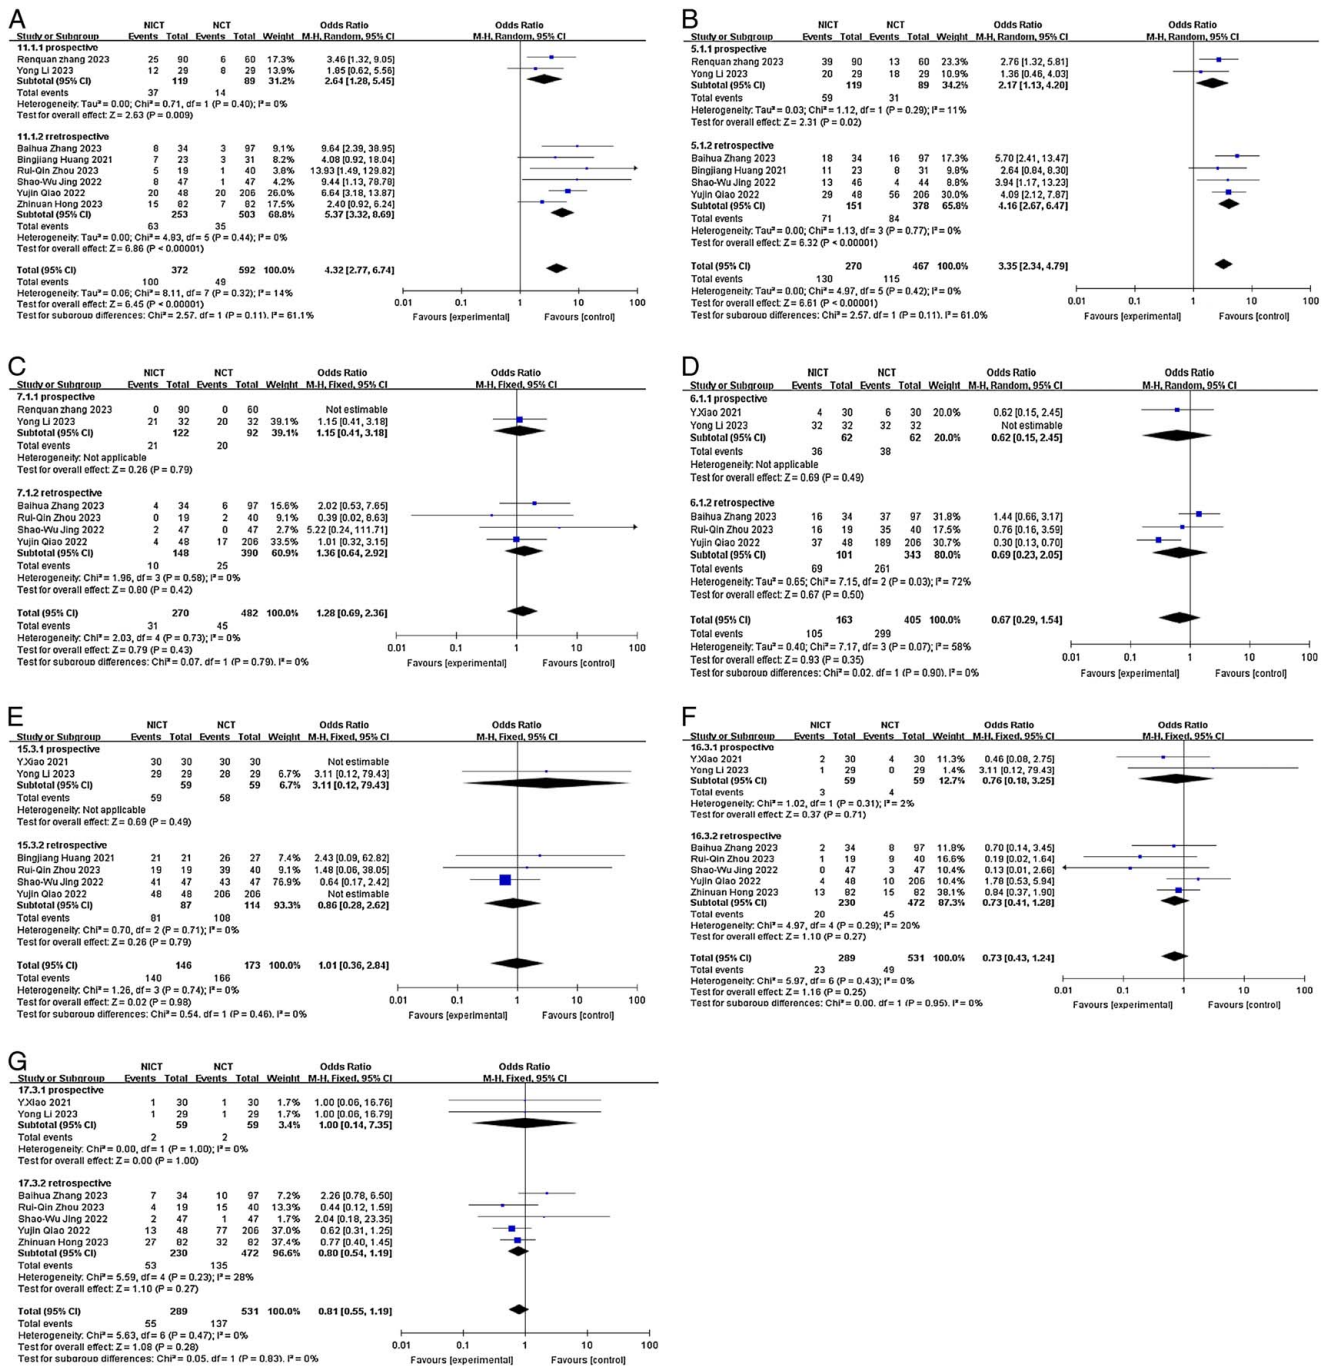 A
NICT NCT Odds Ratio Odds Ratio
Study or Subgroup Events Total Events Total Weight M-H, Random, 95% CI M-H, Random, 95% CI
11.1.1 prospective
Renquan zhang 2023 25 90 6 60 17.3% 3.46 [1.32, 9.05]
Yong Li 2023 12 29 8 29 13.9% 1.85 [0.62, 5.56]
Subtotal (95% CI) 119 89 31.2% 2.64 [1.28, 5.45]
Total events 37 14
Heterogeneity: Tau² = 0.00; Chi² = 0.71, df = 1 (P = 0.40); I² = 0%
Test for overall effect: Z = 2.63 (P = 0.009)
11.1.2 rretrospective
Baihua Zhang 2023 8 34 3 97 9.1% 9.64 [2.39, 38.95]
Bingjiang Huang 2021 7 23 3 31 8.2% 4.08 [0.92, 18.04]
Rui-Qin Zhou 2023 5 19 1 40 3.8% 13.93 [1.49, 129.82]
Shao-Wu Jing 2022 8 47 1 47 4.2% 9.44 [1.13, 78.78]
Yujin Qiao 2022 20 48 20 206 26.0% 6.64 [3.18, 13.87]
Zhinuan Hong 2023 15 82 7 82 17.5% 2.40 [0.92, 6.24]
Subtotal (95% CI) 253 503 68.8% 5.37 [3.32, 8.69]
Total events 63 35
Heterogeneity: Tau² = 0.00; Chi² = 4.83, df = 5 (P = 0.44); I² = 0%
Test for overall effect: Z = 6.86 (P < 0.00001)
Total (95% CI) 372 592 100.0% 4.32 [2.77, 6.74]
Total events 100 49
Heterogeneity: Tau² = 0.06; Chi² = 8.11, df = 7 (P = 0.32); I² = 14%
Test for overall effect: Z = 6.45 (P < 0.00001)
Test for subgroup differences: Chi² = 2.57, df = 1 (P = 0.11), I² = 61.1%
0.01 0.1 1 10 100
Favours [experimental] Favours [control]
B
NICT NCT Odds Ratio Odds Ratio
Study or Subgroup Events Total Events Total Weight M-H, Random, 95% CI M-H, Random, 95% CI
5.1.1 prospective
Renquan zhang 2023 39 90 13 60 23.3% 2.76 [1.32, 5.81]
Yong Li 2023 20 29 18 29 10.9% 1.36 [0.46, 4.03]
Subtotal (95% CI) 119 89 34.2% 2.17 [1.13, 4.20]
Total events 59 31
Heterogeneity: Tau² = 0.03; Chi² = 1.12, df = 1 (P = 0.29); I² = 11%
Test for overall effect: Z = 2.31 (P = 0.02)
5.1.2 retrospective
Baihua Zhang 2023 18 34 16 97 17.3% 5.70 [2.41, 13.47]
Bingjiang Huang 2021 11 23 8 31 9.6% 2.64 [0.84, 8.30]
Shao-Wu Jing 2022 13 46 4 44 8.8% 3.94 [1.17, 13.23]
Yujin Qiao 2022 29 48 56 206 30.1% 4.09 [2.12, 7.87]
Subtotal (95% CI) 151 378 65.8% 4.16 [2.67, 6.47]
Total events 71 84
Heterogeneity: Tau² = 0.00; Chi² = 1.13, df = 3 (P = 0.77); I² = 0%
Test for overall effect: Z = 6.32 (P < 0.00001)
Total (95% CI) 270 467 100.0% 3.35 [2.34, 4.79]
Total events 130 115
Heterogeneity: Tau² = 0.00; Chi² = 4.97, df = 5 (P = 0.42); I² = 0%
Test for overall effect: Z = 6.61 (P < 0.00001)
Test for subgroup differences: Chi² = 2.57, df = 1 (P = 0.11), I² = 61.0%
0.01 0.1 1 10 100
Favours [experimental] Favours [control]
C
NICT NCT Odds Ratio Odds Ratio
Study or Subgroup Events Total Events Total Weight M-H, Fixed, 95% CI M-H, Fixed, 95% CI
7.1.1 prospective
Renquan zhang 2023 0 90 0 60 Not estimable
Yong Li 2023 21 32 20 32 39.1% 1.15 [0.41, 3.18]
Subtotal (95% CI) 122 92 39.1% 1.15 [0.41, 3.18]
Total events 21 20
Heterogeneity: Not applicable
Test for overall effect: Z = 0.26 (P = 0.79)
7.1.2 retrospective
Baihua Zhang 2023 4 34 6 97 15.6% 2.02 [0.53, 7.65]
Rui-Qin Zhou 2023 0 19 2 40 9.1% 0.39 [0.02, 8.63]
Shao-Wu Jing 2022 2 47 0 47 2.7% 5.22 [0.24, 111.71]
Yujin Qiao 2022 4 48 17 206 33.5% 1.01 [0.32, 3.15]
Subtotal (95% CI) 148 390 60.9% 1.36 [0.64, 2.92]
Total events 10 25
Heterogeneity: Chi² = 1.96, df = 3 (P = 0.58); I² = 0%
Test for overall effect: Z = 0.80 (P = 0.42)
Total (95% CI) 270 482 100.0% 1.28 [0.69, 2.36]
Total events 31 45
Heterogeneity: Chi² = 2.03, df = 4 (P = 0.73); I² = 0%
Test for overall effect: Z = 0.79 (P = 0.43)
Test for subgroup differences: Chi² = 0.07, df = 1 (P = 0.79), I² = 0%
0.01 0.1 1 10 100
Favours [experimental] Favours [control]
D
NICT NCT Odds Ratio Odds Ratio
Study or Subgroup Events Total Events Total Weight M-H, Random, 95% CI M-H, Random, 95% CI
6.1.1 prospective
Y.Xiao 2021 4 30 6 30 20.0% 0.62 [0.15, 2.45]
Yong Li 2023 32 32 32 32 Not estimable
Subtotal (95% CI) 62 62 20.0% 0.62 [0.15, 2.45]
Total events 36 38
Heterogeneity: Not applicable
Test for overall effect: Z = 0.69 (P = 0.49)
6.1.2 retrospective
Baihua Zhang 2023 16 34 37 97 31.8% 1.44 [0.66, 3.17]
Rui-Qin Zhou 2023 16 19 35 40 17.5% 0.76 [0.16, 3.59]
Yujin Qiao 2022 37 48 189 206 30.7% 0.30 [0.13, 0.70]
Subtotal (95% CI) 101 343 80.0% 0.69 [0.23, 2.05]
Total events 69 261
Heterogeneity: Tau² = 0.65; Chi² = 7.15, df = 2 (P = 0.03); I² = 72%
Test for overall effect: Z = 0.67 (P = 0.50)
Total (95% CI) 163 405 100.0% 0.67 [0.29, 1.54]
Total events 105 299
Heterogeneity: Tau² = 0.40; Chi² = 7.17, df = 3 (P = 0.07); I² = 58%
Test for overall effect: Z = 0.93 (P = 0.35)
Test for subgroup differences: Chi² = 0.02, df = 1 (P = 0.90), I² = 0%
0.01 0.1 1 10 100
Favours [experimental] Favours [control]
E
NICT NCT Odds Ratio Odds Ratio
Study or Subgroup Events Total Events Total Weight M-H, Fixed, 95% CI M-H, Fixed, 95% CI
15.3.1 prospective
Y.Xiao 2021 30 30 30 30 Not estimable
Yong Li 2023 29 29 28 29 6.7% 3.11 [0.12, 79.43]
Subtotal (95% CI) 59 59 6.7% 3.11 [0.12, 79.43]
Total events 59 58
Heterogeneity: Not applicable
Test for overall effect: Z = 0.69 (P = 0.49)
15.3.2 retrospective
Bingjiang Huang 2021 21 21 26 27 7.4% 2.43 [0.09, 62.82]
Rui-Qin Zhou 2023 19 19 39 40 9.1% 1.48 [0.06, 38.05]
Shao-Wu Jing 2022 41 47 43 47 76.9% 0.64 [0.17, 2.42]
Yujin Qiao 2022 48 48 206 206 Not estimable
Subtotal (95% CI) 87 114 93.3% 0.86 [0.28, 2.62]
Total events 81 108
Heterogeneity: Chi² = 0.70, df = 2 (P = 0.71); I² = 0%
Test for overall effect: Z = 0.26 (P = 0.79)
Total (95% CI) 146 173 100.0% 1.01 [0.36, 2.84]
Total events 140 166
Heterogeneity: Chi² = 1.26, df = 3 (P = 0.74); I² = 0%
Test for overall effect: Z = 0.02 (P = 0.98)
Test for subgroup differences: Chi² = 0.54, df = 1 (P = 0.46), I² = 0%
0.01 0.1 1 10 100
Favours [experimental] Favours [control]
F
NICT NCT Odds Ratio Odds Ratio
Study or Subgroup Events Total Events Total Weight M-H, Fixed, 95% CI M-H, Fixed, 95% CI
16.3.1 prospective
Y.Xiao 2021 2 30 4 30 11.3% 0.46 [0.08, 2.75]
Yong Li 2023 1 29 0 29 1.4% 3.11 [0.12, 79.43]
Subtotal (95% CI) 59 59 12.7% 0.76 [0.18, 3.25]
Total events 3 4
Heterogeneity: Chi² = 1.02, df = 1 (P = 0.31); I² = 2%
Test for overall effect: Z = 0.37 (P = 0.71)
16.3.2 retrospective
Baihua Zhang 2023 2 34 8 97 11.8% 0.70 [0.14, 3.45]
Rui-Qin Zhou 2023 1 19 9 40 16.6% 0.19 [0.02, 1.64]
Shao-Wu Jing 2022 0 47 3 47 9.9% 0.13 [0.01, 2.66]
Yujin Qiao 2022 4 48 10 206 10.4% 1.78 [0.53, 5.94]
Zhinuan Hong 2023 13 82 15 82 38.1% 0.84 [0.37, 1.90]
Subtotal (95% CI) 230 472 87.3% 0.73 [0.41, 1.28]
Total events 20 45
Heterogeneity: Chi² = 4.97, df = 4 (P = 0.29); I² = 20%
Test for overall effect: Z = 1.10 (P = 0.27)
Total (95% CI) 289 531 100.0% 0.73 [0.43, 1.24]
Total events 23 49
Heterogeneity: Chi² = 5.97, df = 6 (P = 0.43); I² = 0%
Test for overall effect: Z = 1.16 (P = 0.25)
Test for subgroup differences: Chi² = 0.00, df = 1 (P = 0.95), I² = 0%
0.01 0.1 1 10 100
Favours [experimental] Favours [control]
G
NICT NCT Odds Ratio Odds Ratio
Study or Subgroup Events Total Events Total Weight M-H, Fixed, 95% CI M-H, Fixed, 95% CI
17.3.1 prospective
Y.Xiao 2021 1 30 1 30 1.7% 1.00 [0.06, 16.76]
Yong Li 2023 1 29 1 29 1.7% 1.00 [0.06, 16.79]
Subtotal (95% CI) 59 59 3.4% 1.00 [0.14, 7.35]
Total events 2 2
Heterogeneity: Chi² = 0.00, df = 1 (P = 1.00); I² = 0%
Test for overall effect: Z = 0.00 (P = 1.00)
17.3.2 retrospective
Baihua Zhang 2023 7 34 10 97 7.2% 2.26 [0.78, 6.50]
Rui-Qin Zhou 2023 4 19 15 40 13.3% 0.44 [0.12, 1.59]
Shao-Wu Jing 2022 2 47 1 47 1.7% 2.04 [0.18, 23.35]
Yujin Qiao 2022 13 48 77 206 37.0% 0.62 [0.31, 1.25]
Zhinuan Hong 2023 27 82 32 82 37.4% 0.77 [0.40, 1.45]
Subtotal (95% CI) 230 472 96.6% 0.80 [0.54, 1.19]
Total events 53 135
Heterogeneity: Chi² = 5.59, df = 4 (P = 0.23); I² = 28%
Test for overall effect: Z = 1.10 (P = 0.27)
Total (95% CI) 289 531 100.0% 0.81 [0.55, 1.19]
Total events 55 137
Heterogeneity: Chi² = 5.63, df = 6 (P = 0.47); I² = 0%
Test for overall effect: Z = 1.08 (P = 0.28)
Test for subgroup differences: Chi² = 0.05, df = 1 (P = 0.83), I² = 0%
0.01 0.1 1 10 100
Favours [experimental] Favours [control]